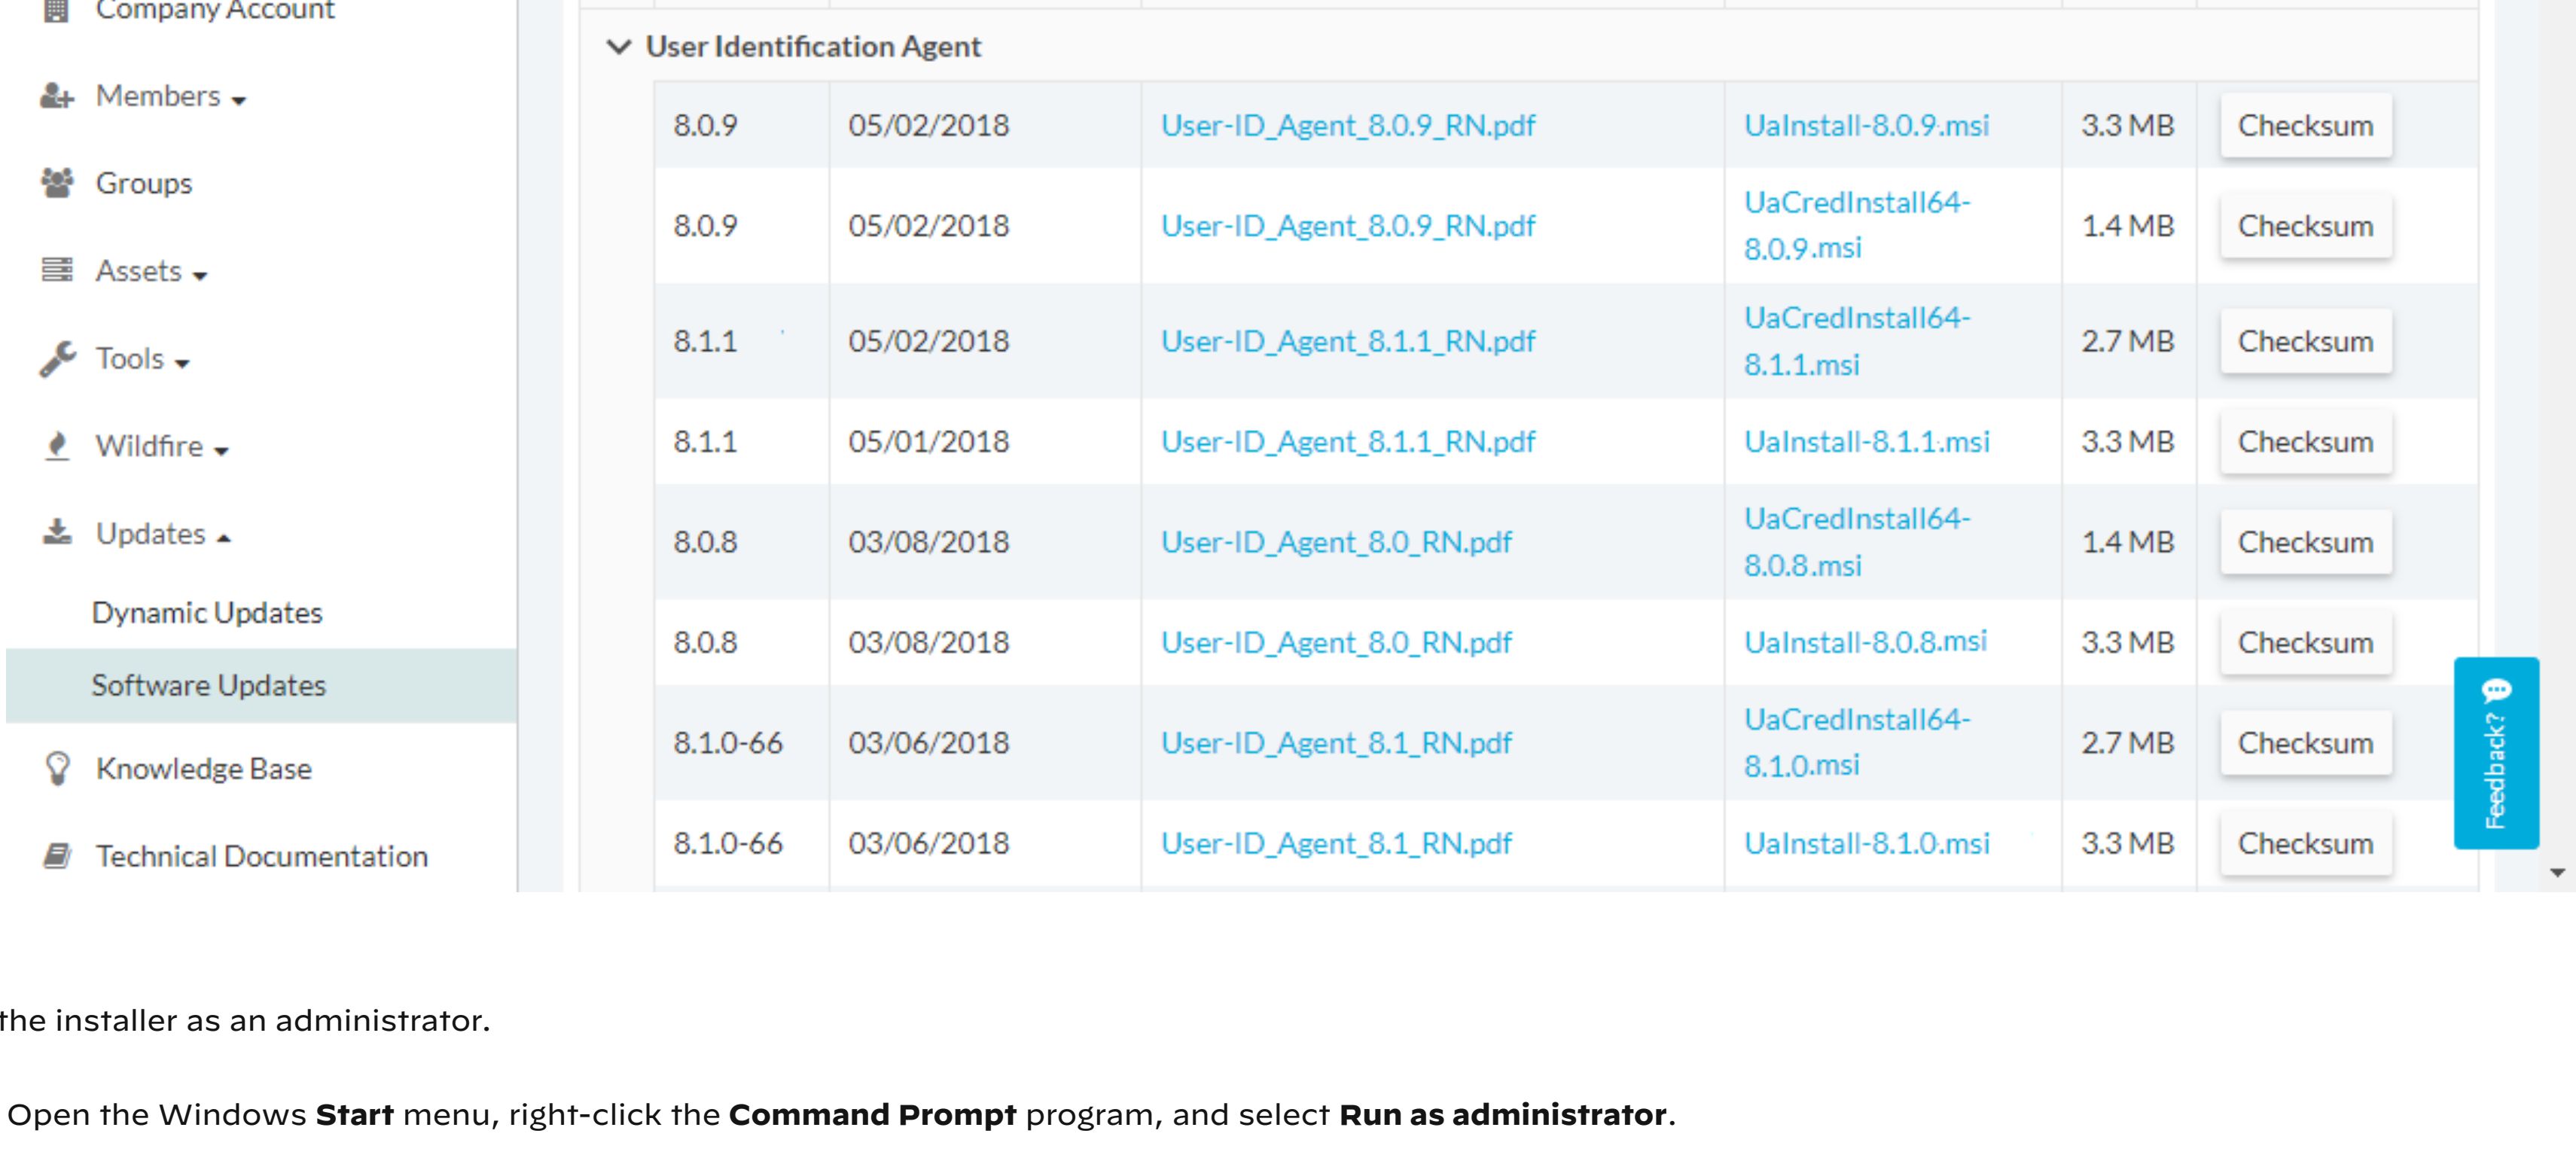 Company Account
Members
Groups
Assets
Tools
Wildfire
Updates
Dynamic Updates
Software Updates
Knowledge Base
Technical Documentation
User Identification Agent
8.0.9 05/02/2018 User-ID_Agent_8.0.9_RN.pdf UaInstall-8.0.9.msi 3.3 MB Checksum
8.0.9 05/02/2018 User-ID_Agent_8.0.9_RN.pdf UaCredInstall64-
8.0.9.msi 1.4 MB Checksum
8.1.1 05/02/2018 User-ID_Agent_8.1.1_RN.pdf UaCredInstall64-
8.1.1.msi 2.7 MB Checksum
8.1.1 05/01/2018 User-ID_Agent_8.1.1_RN.pdf UaInstall-8.1.1.msi 3.3 MB Checksum
8.0.8 03/08/2018 User-ID_Agent_8.0_RN.pdf UaCredInstall64-
8.0.8.msi 1.4 MB Checksum
8.0.8 03/08/2018 User-ID_Agent_8.0_RN.pdf UaInstall-8.0.8.msi 3.3 MB Checksum
8.1.0-66 03/06/2018 User-ID_Agent_8.1_RN.pdf UaCredInstall64-
8.1.0.msi 2.7 MB Checksum
8.1.0-66 03/06/2018 User-ID_Agent_8.1_RN.pdf UaInstall-8.1.0.msi 3.3 MB Checksum
Feedback?
the installer as an administrator.
Open the Windows Start menu, right-click the Command Prompt program, and select Run as administrator.